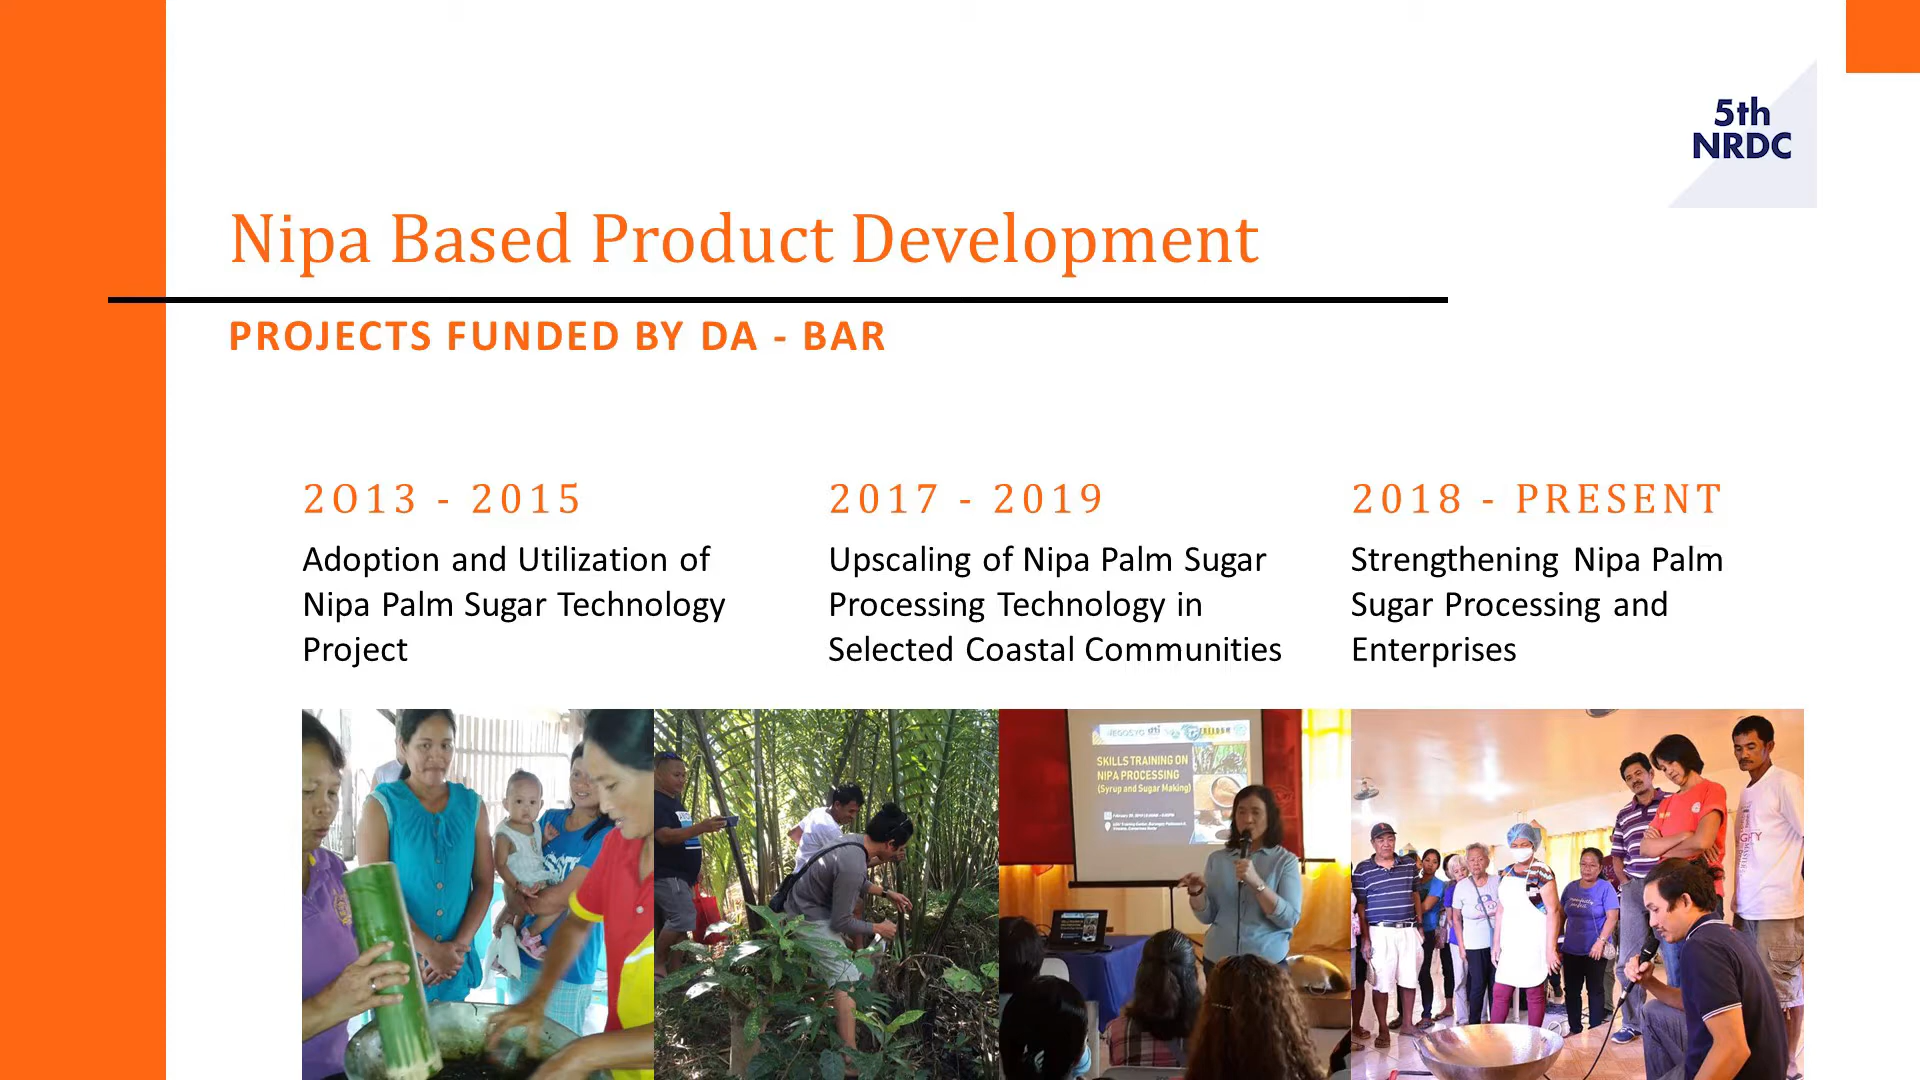 5th
NRDC
Nipa Based Product Development
PROJECTS FUNDED BY DA - BAR
2O13 - 2015
Adoption and Utilization of
Nipa Palm Sugar Technology
Project
2017 - 2019
Upscaling of Nipa Palm Sugar
Processing Technology in
Selected Coastal Communities
2018 - PRESENT
Strengthening Nipa Palm
Sugar Processing and
Enterprises
NEGOSYO
SKILLS TRAINING ON
NIPA PROCESSING
(Syrup and Sugar Making)